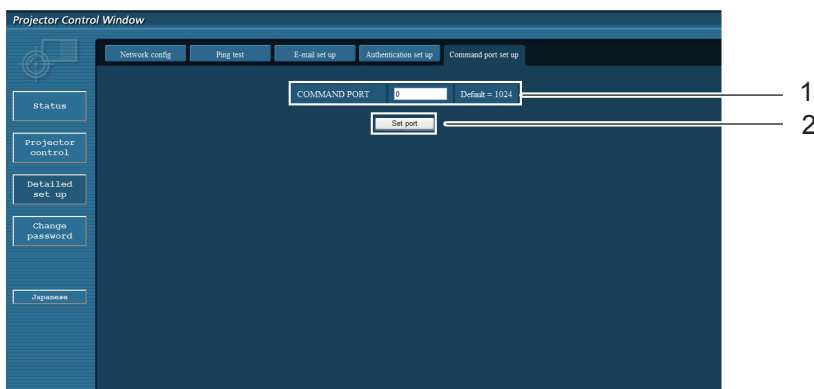 Projector Control Window
Network config
Ping test
E-mail set up
Authentication set up
Command port set up
COMMAND PORT
0
Default = 1024
1
Set port
2
Status
Projector
control
Detailed
set up
Change
password
Japanese